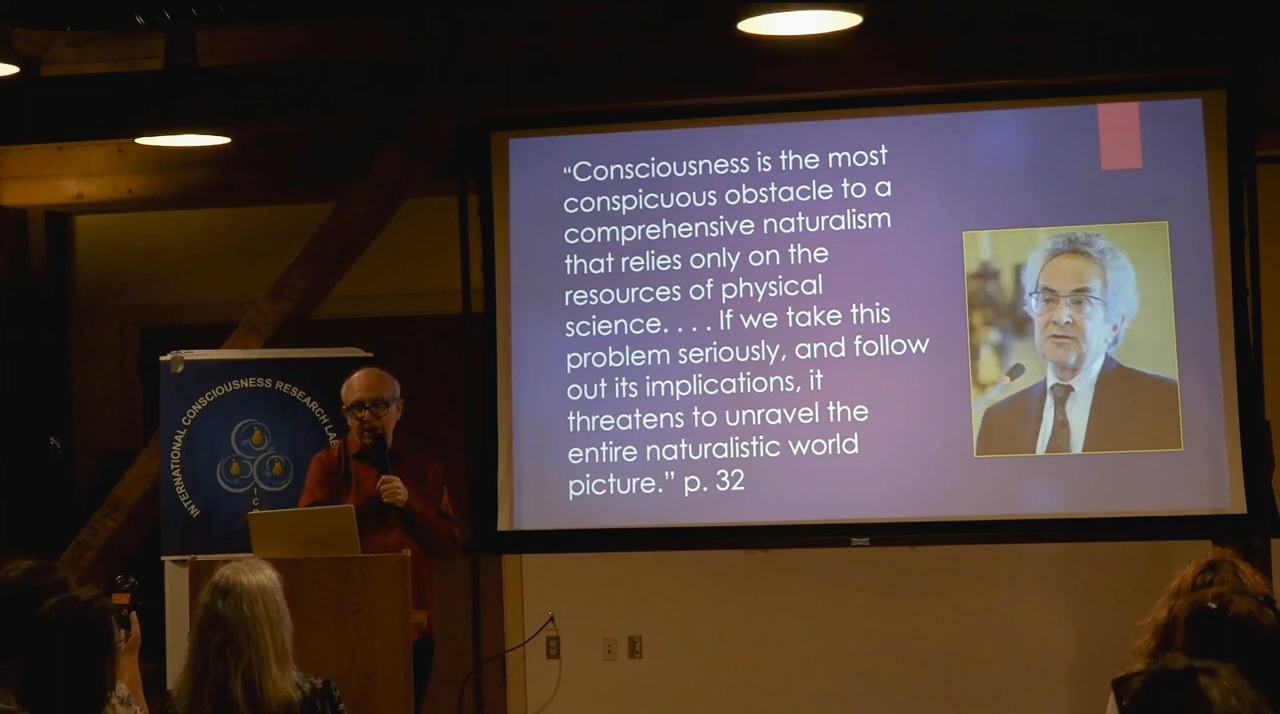 “Consciousness is the most
conspicuous obstacle to a
comprehensive naturalism
that relies only on the
resources of physical
science. . . . If we take this
problem seriously, and follow
out its implications, it
threatens to unravel the
entire naturalistic world
picture.” p. 32
INTERNATIONAL CONSCIOUSNESS RESEARCH
I
C